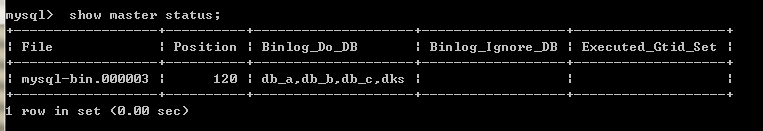 mysql>  show master status;
+------------------+----------+--------------------+------------------+-------------------+
| File             | Position | Binlog_Do_DB       | Binlog_Ignore_DB | Executed_Gtid_Set |
+------------------+----------+--------------------+------------------+-------------------+
| mysql-bin.000003 |      120 | db_a,db_b,db_c,dks |                  |                   |
+------------------+----------+--------------------+------------------+-------------------+
1 row in set (0.00 sec)